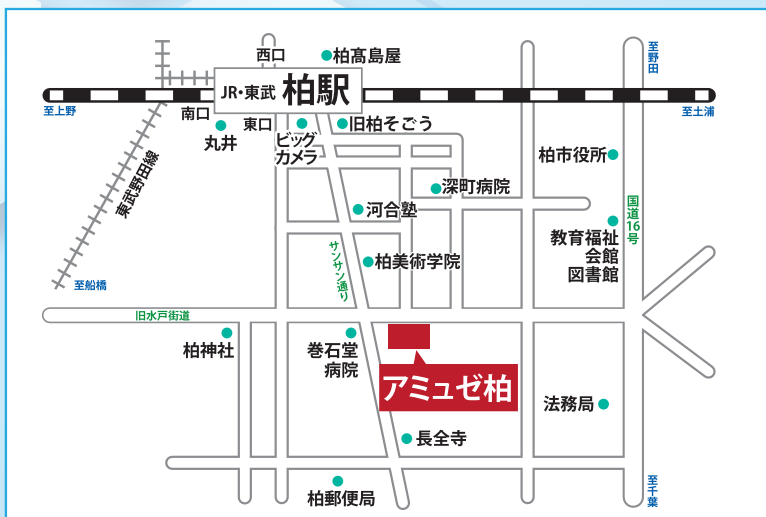 西口
柏髙島屋
至野田
JR・東武 柏駅
至上野
至土浦
南口
丸井
東口
ビッグ
カメラ
旧柏そごう
柏市役所
東武野田線
深町病院
河合塾
国道16号
教育福祉
会館
図書館
サンサン通り
柏美術学院
至船橋
旧水戸街道
柏神社
巻石堂
病院
アミュゼ柏
法務局
長全寺
柏郵便局
至千葉